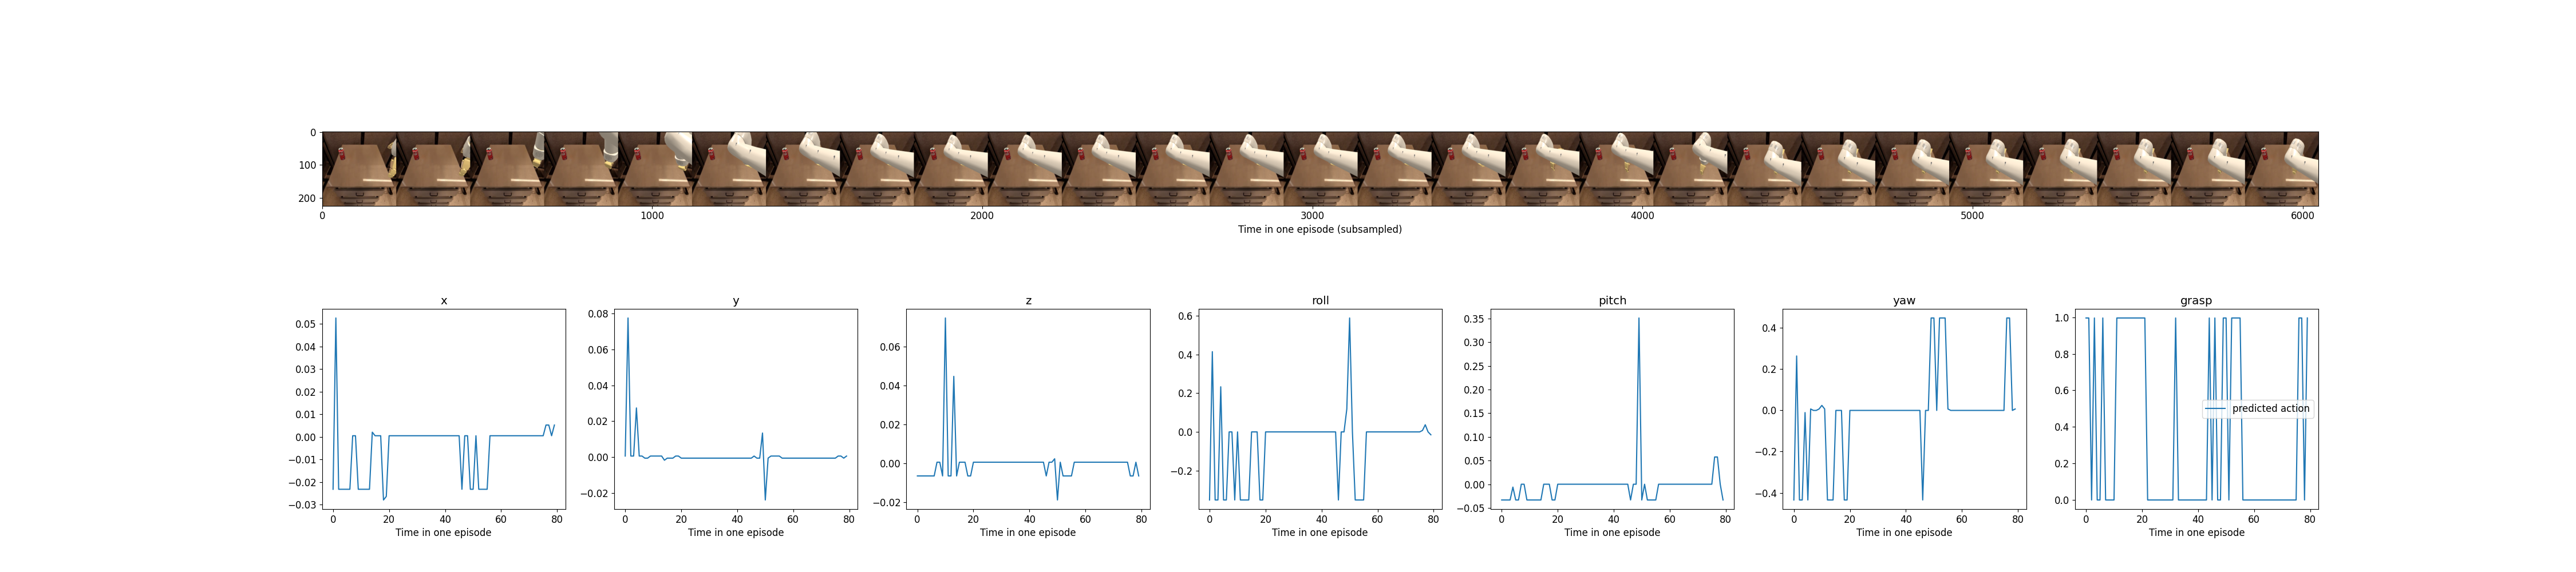 0
100
200
0 1000 2000 3000 4000 5000 6000
Time in one episode (subsampled)
x y z roll pitch yaw grasp
0.05
0.04
0.03
0.02
0.01
0.00
−0.01
−0.02
−0.03
0 20 40 60 80
Time in one episode
0.08
0.06
0.04
0.02
0.00
−0.02
0 20 40 60 80
Time in one episode
0.06
0.04
0.02
0.00
−0.02
0 20 40 60 80
Time in one episode
0.6
0.4
0.2
0.0
−0.2
0 20 40 60 80
Time in one episode
0.35
0.30
0.25
0.20
0.15
0.10
0.05
0.00
−0.05
0 20 40 60 80
Time in one episode
0.4
0.2
0.0
−0.2
−0.4
0 20 40 60 80
Time in one episode
1.0
0.8
0.6
0.4
0.2
0.0
predicted action
0 20 40 60 80
Time in one episode